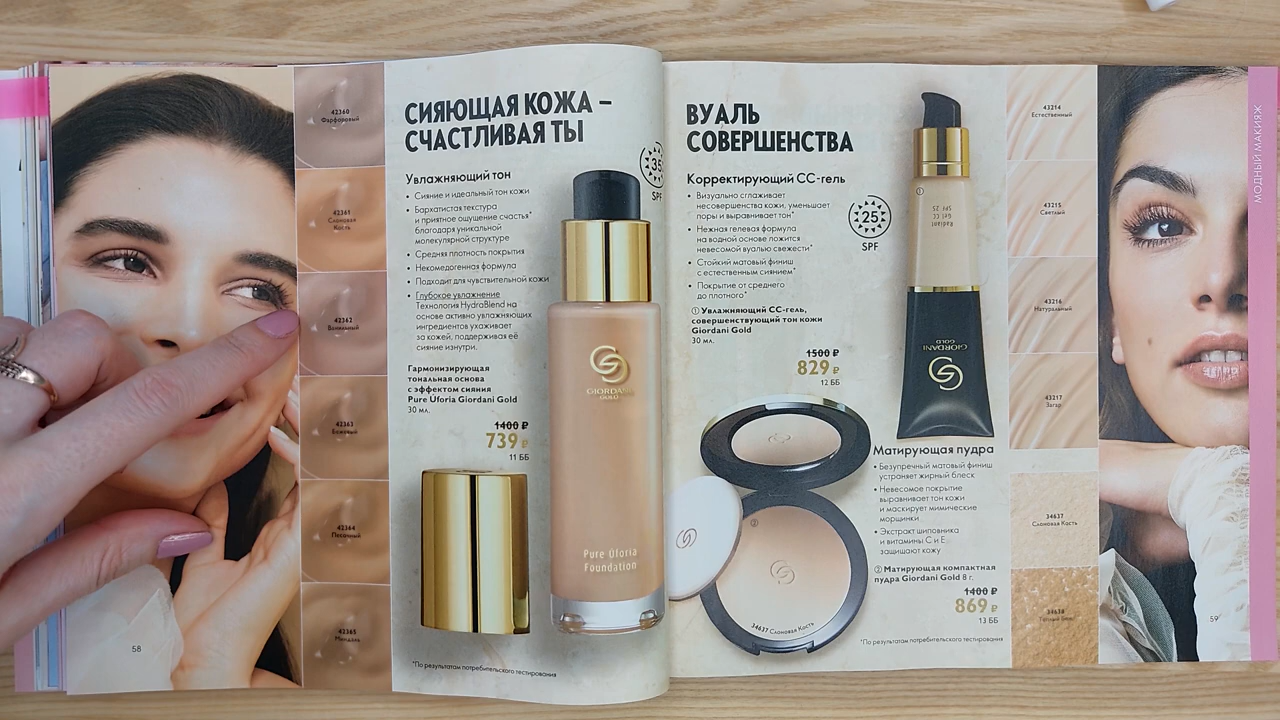 42360
Фарфоровый
42361
Слоновая
Кость
42362
Ванильный
42363
Бежевый
42364
Песочный
42365
Миндаль
58
СИЯЮЩАЯ КОЖА –
СЧАСТЛИВАЯ ТЫ
35
SPF
Увлажняющий тон
• Сияние и идеальный тон кожи
• Бархатистая текстура
и приятное ощущение счастья*
благодаря уникальной
молекулярной структуре
• Средняя плотность покрытия
• Некомедогенная формула
• Подходит для чувствительной кожи
• Глубокое увлажнение
Технология HydraBlend на
основе активно увлажняющих
ингредиентов ухаживает
за кожей, поддерживая её
сияние изнутри.
Гармонизирующая
тональная основа
с эффектом сияния
Pure Uforia Giordani Gold
30 мл.
1400 ₽
739 ₽
11 ББ
GIORDANI
GOLD
Pure Uforia
Foundation
*По результатам потребительского тестирования
ВУАЛЬ
СОВЕРШЕНСТВА
Корректирующий СС-гель
• Визуально сглаживает
несовершенства кожи, уменьшает
поры и выравнивает тон*
• Нежная гелевая формула
на водной основе ложится
невесомой вуалью свежести*
• Стойкий матовый финиш
с естественным сиянием*
• Покрытие от среднего
до плотного*
① Увлажняющий СС-гель,
совершенствующий тон кожи
Giordani Gold
30 мл.
1500 ₽
829 ₽
12 ББ
25
SPF
①
Radiant
CC Gel
SPF 25
GIORDANI
GOLD
Матирующая пудра
• Безупречный матовый финиш
устраняет жирный блеск
• Невесомое покрытие
выравнивает тон кожи
и маскирует мимические
морщинки
• Экстракт шиповника
и витамины С и Е
защищают кожу
② Матирующая компактная
пудра Giordani Gold 8 г.
1400 ₽
869 ₽
13 ББ
②
34637 Слоновая Кость
*По результатам потребительского тестирования
43214
Естественный
43215
Светлый
43216
Натуральный
43217
Загар
34637
Слоновая Кость
34638
МОДНЫЙ МАКИЯЖ
59